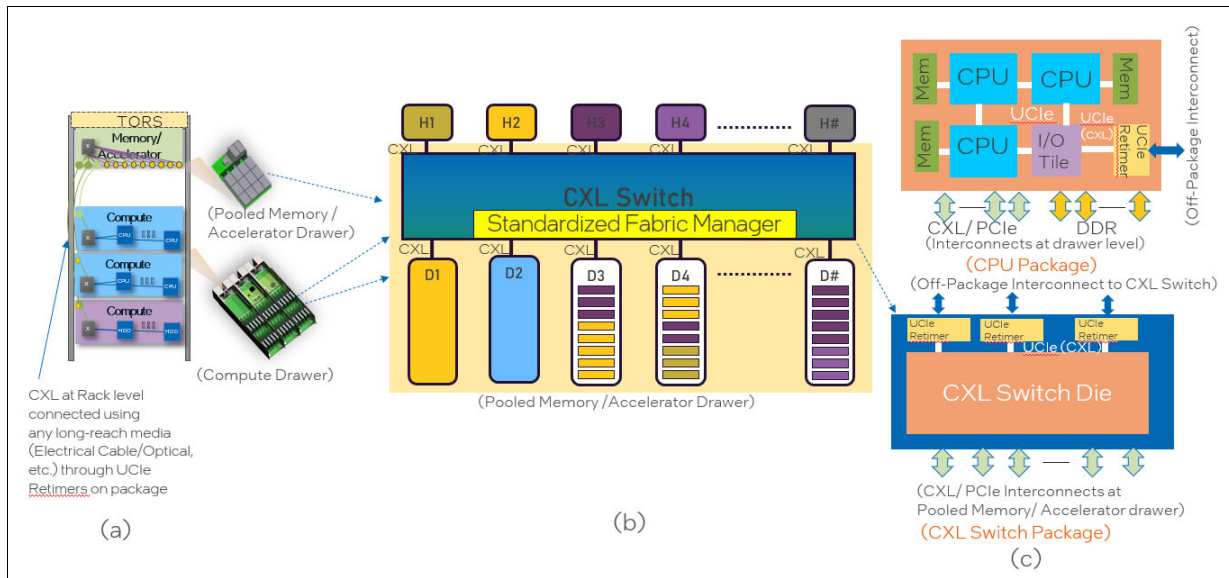 TORS
Memory/
Accelerator
X
Compute
X
CPU
CPU
Compute
X
CPU
CPU
Compute
X
HDD
HDD
(Pooled Memory /
Accelerator Drawer)
(Compute Drawer)
CXL at Rack level
connected using
any long-reach media
(Electrical Cable/Optical,
etc.) through UCIe
Retimers on package
(a)
H1
H2
H3
H4
H#
CXL
CXL
CXL
CXL
CXL
CXL Switch
Standardized Fabric Manager
CXL
CXL
CXL
CXL
CXL
D1
D2
D3
D4
D#
(Pooled Memory /Accelerator Drawer)
(b)
Mem
CPU
CPU
Mem
UCIe
UCIe
(CXL)
Mem
CPU
I/O
Tile
UCIe
Retimer
(Off-Package Interconnect)
CXL/ PCIe
DDR
(Interconnects at drawer level)
(CPU Package)
(Off-Package Interconnect to CXL Switch)
UCIe
Retimer
UCIe
Retimer
UCIe
Retimer
UCIe (CXL)
CXL Switch Die
(CXL/ PCIe Interconnects at
Pooled Memory/ Accelerator drawer)
(CXL Switch Package)
(c)